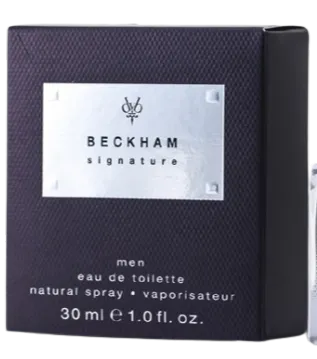 BECKHAM
signature
men
eau de toilette
natural spray • vaporisateur
30 ml ℮ 1.0 fl. oz.